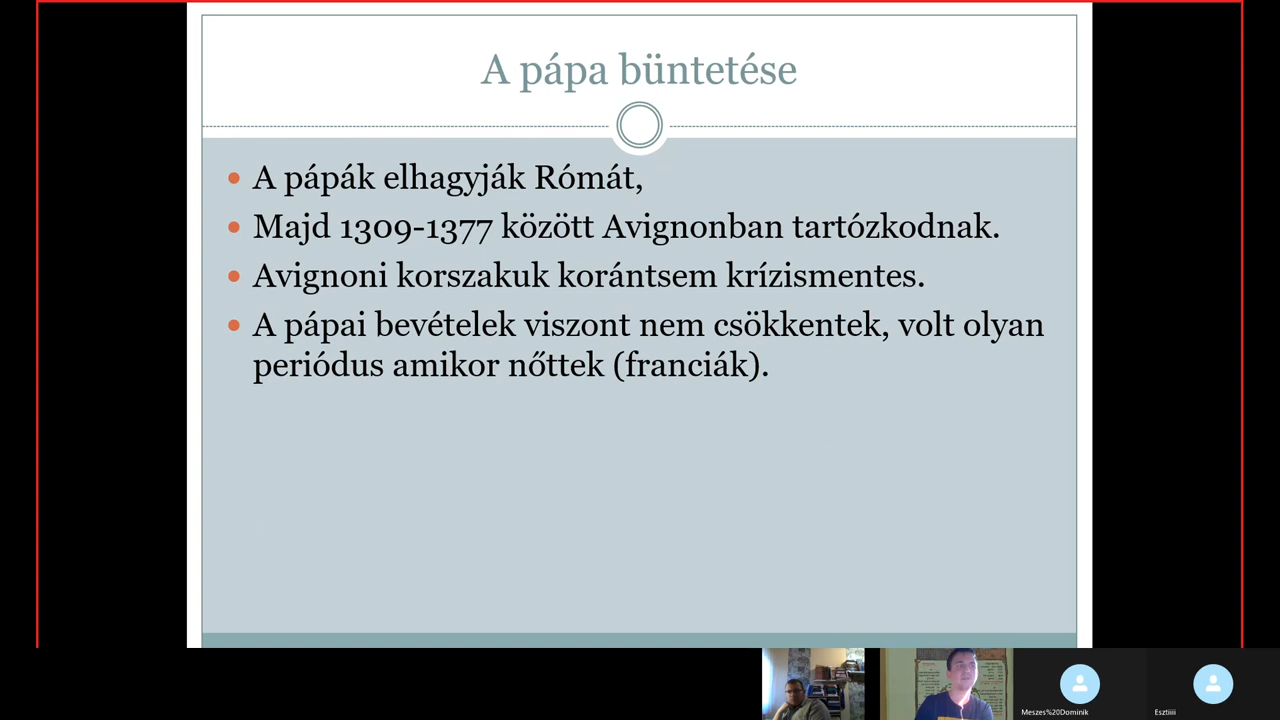 A pápa büntetése
A pápák elhagyják Rómát,
Majd 1309-1377 között Avignonban tartózkodnak.
Avignoni korszakuk korántsem krízismentes.
A pápai bevételek viszont nem csökkentek, volt olyan
periódus amikor nőttek (franciák).
Meszes%20Dominik
Esztiiii